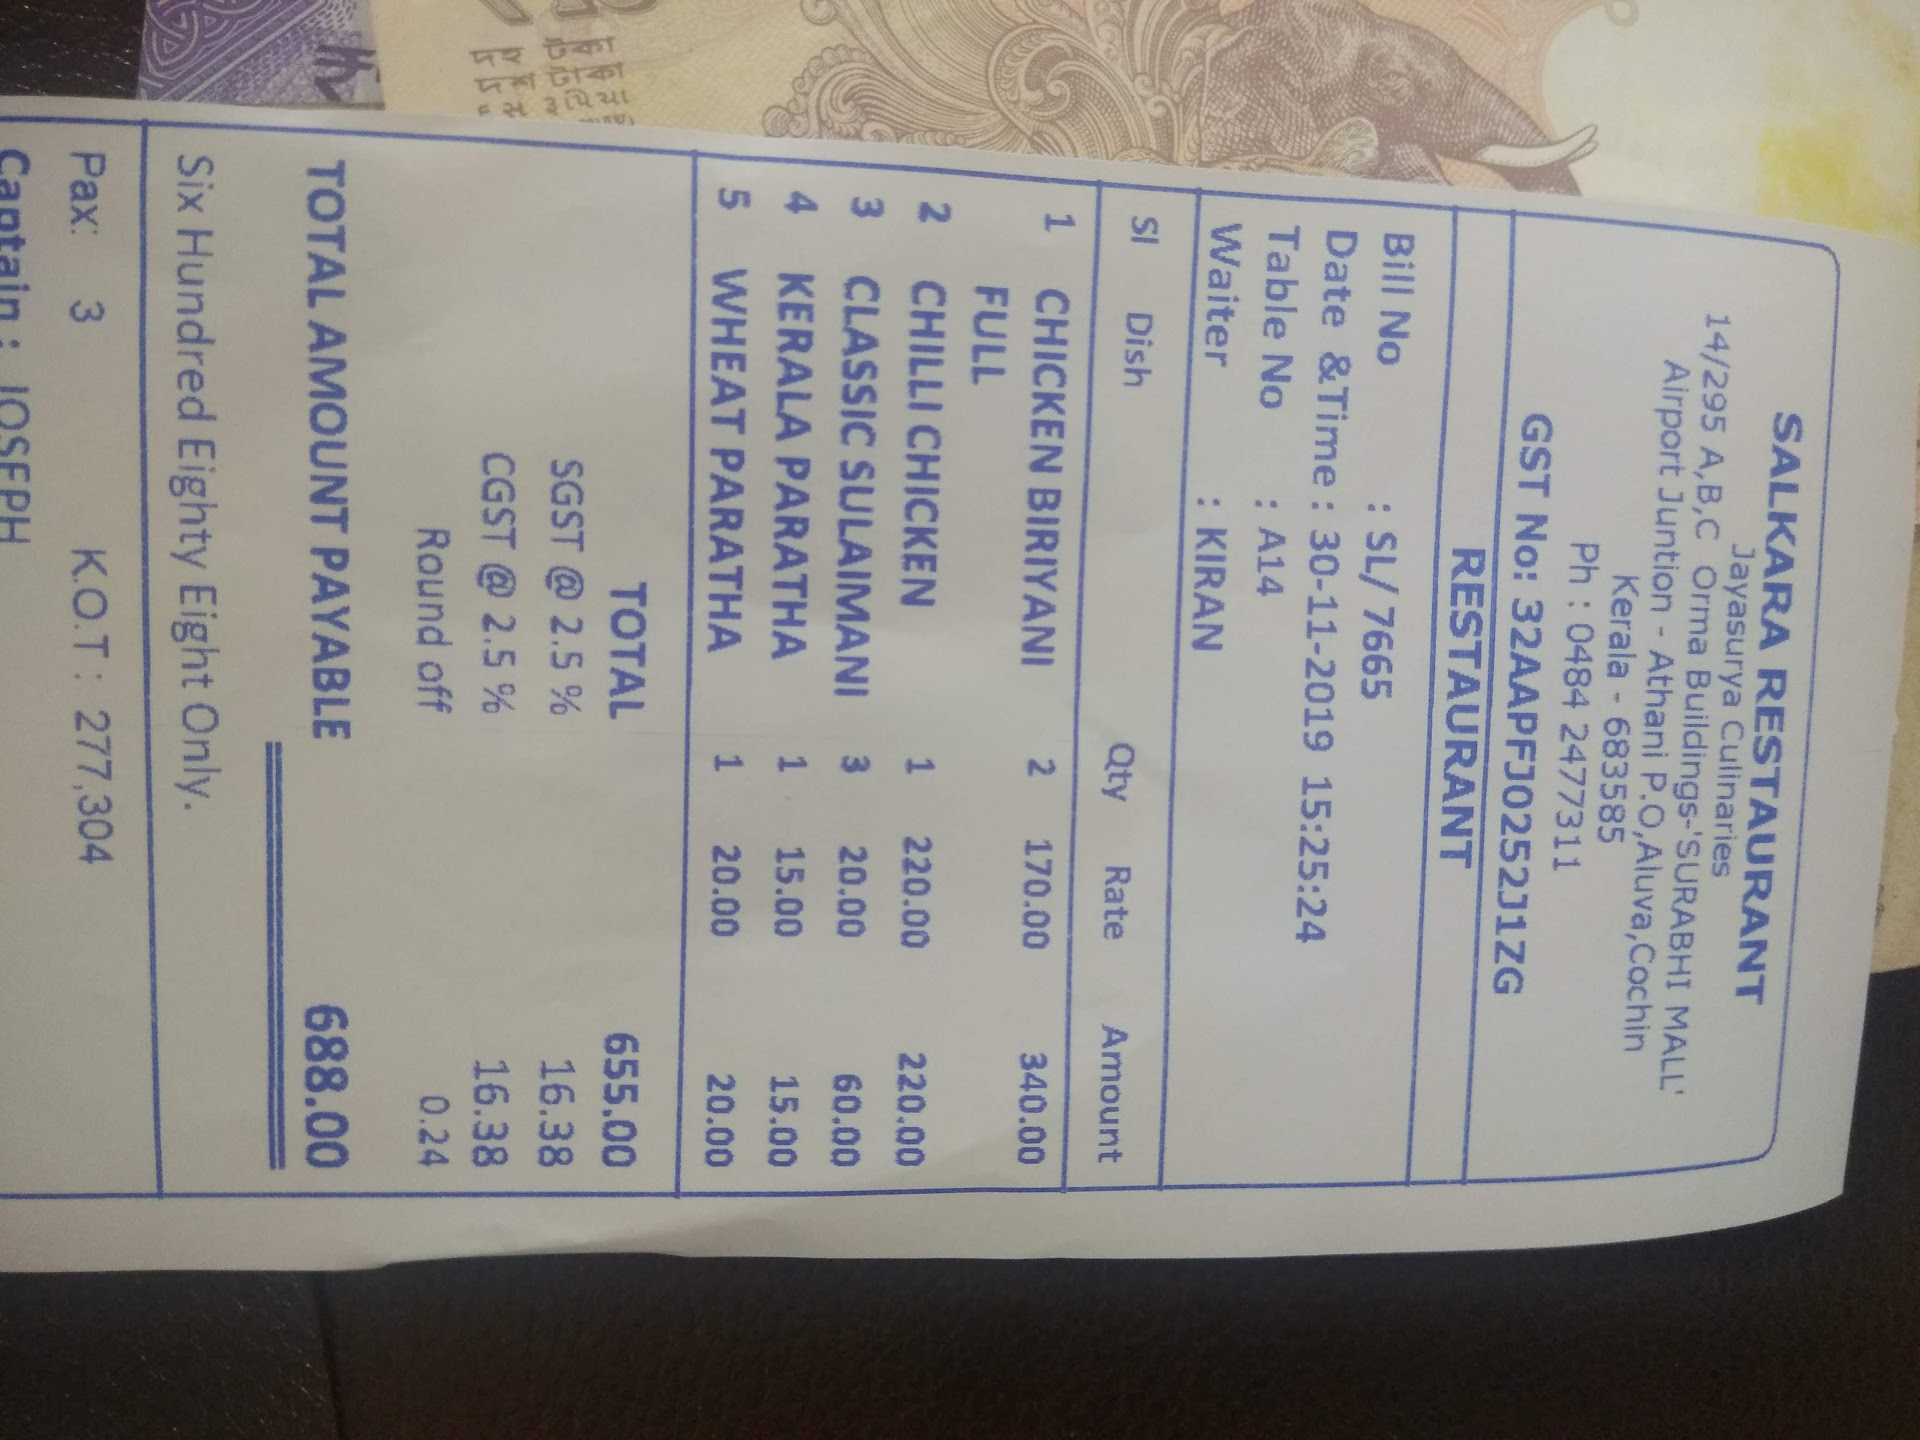 SALKARA RESTAURANT
Jayasurya Culinaries
14/295 A,B,C Orma Buildings-'SURABHI MALL'
Airport Juntion - Athani P.O,Aluva,Cochin
Kerala - 683585
Ph : 0484 2477311
GST No: 32AAPFJ0252J1ZG
RESTAURANT
Bill No : SL/ 7665
Date &Time : 30-11-2019 15:25:24
Table No : A14
Waiter : KIRAN
Sl Dish Qty Rate Amount
1 CHICKEN BIRIYANI 2 170.00 340.00
FULL
2 CHILLI CHICKEN 1 220.00 220.00
3 CLASSIC SULAIMANI 3 20.00 60.00
4 KERALA PARATHA 1 15.00 15.00
5 WHEAT PARATHA 1 20.00 20.00
TOTAL 655.00
SGST @ 2.5 % 16.38
CGST @ 2.5 % 16.38
Round off 0.24
TOTAL AMOUNT PAYABLE 688.00
Six Hundred Eighty Eight Only.
Pax: 3 K.O.T : 277,304
Captain : JOSEPH